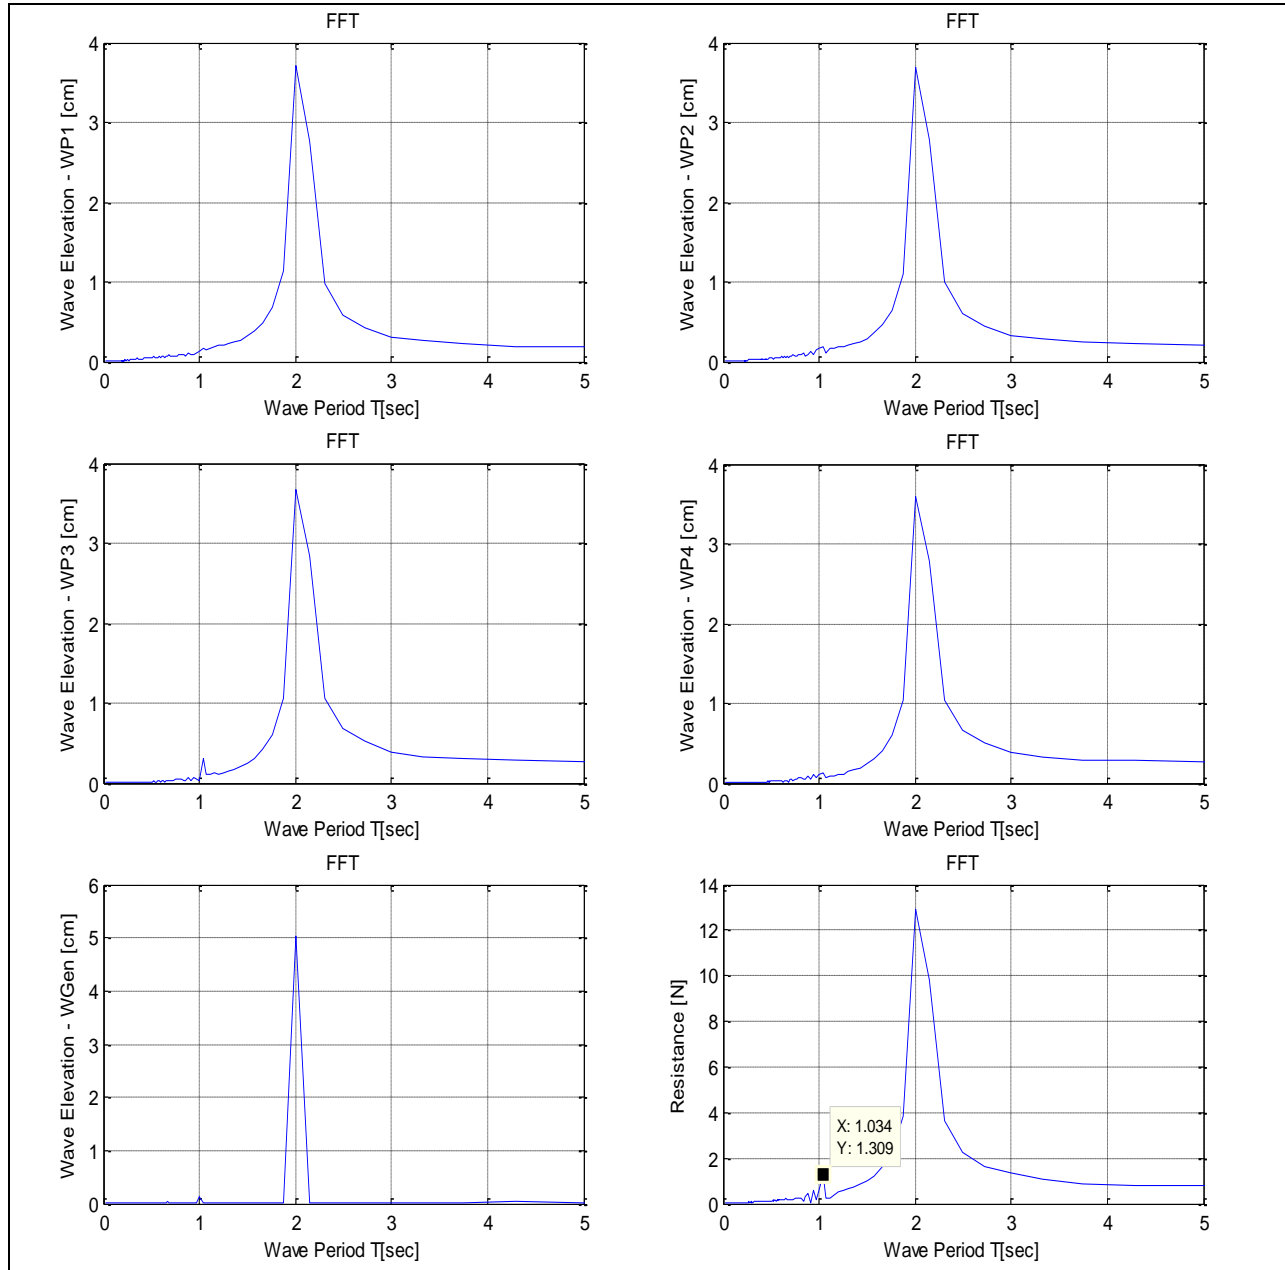 FFT
4
3
2
1
0
0 1 2 3 4 5
Wave Elevation - WP1 [cm]
Wave Period T[sec]
FFT
4
3
2
1
0
0 1 2 3 4 5
Wave Elevation - WP2 [cm]
Wave Period T[sec]
FFT
4
3
2
1
0
0 1 2 3 4 5
Wave Elevation - WP3 [cm]
Wave Period T[sec]
FFT
4
3
2
1
0
0 1 2 3 4 5
Wave Elevation - WP4 [cm]
Wave Period T[sec]
FFT
6
5
4
3
2
1
0
0 1 2 3 4 5
Wave Elevation - WGen [cm]
Wave Period T[sec]
FFT
14
12
10
8
6
4
2
0
0 1 2 3 4 5
Resistance [N]
X: 1.034
Y: 1.309
Wave Period T[sec]